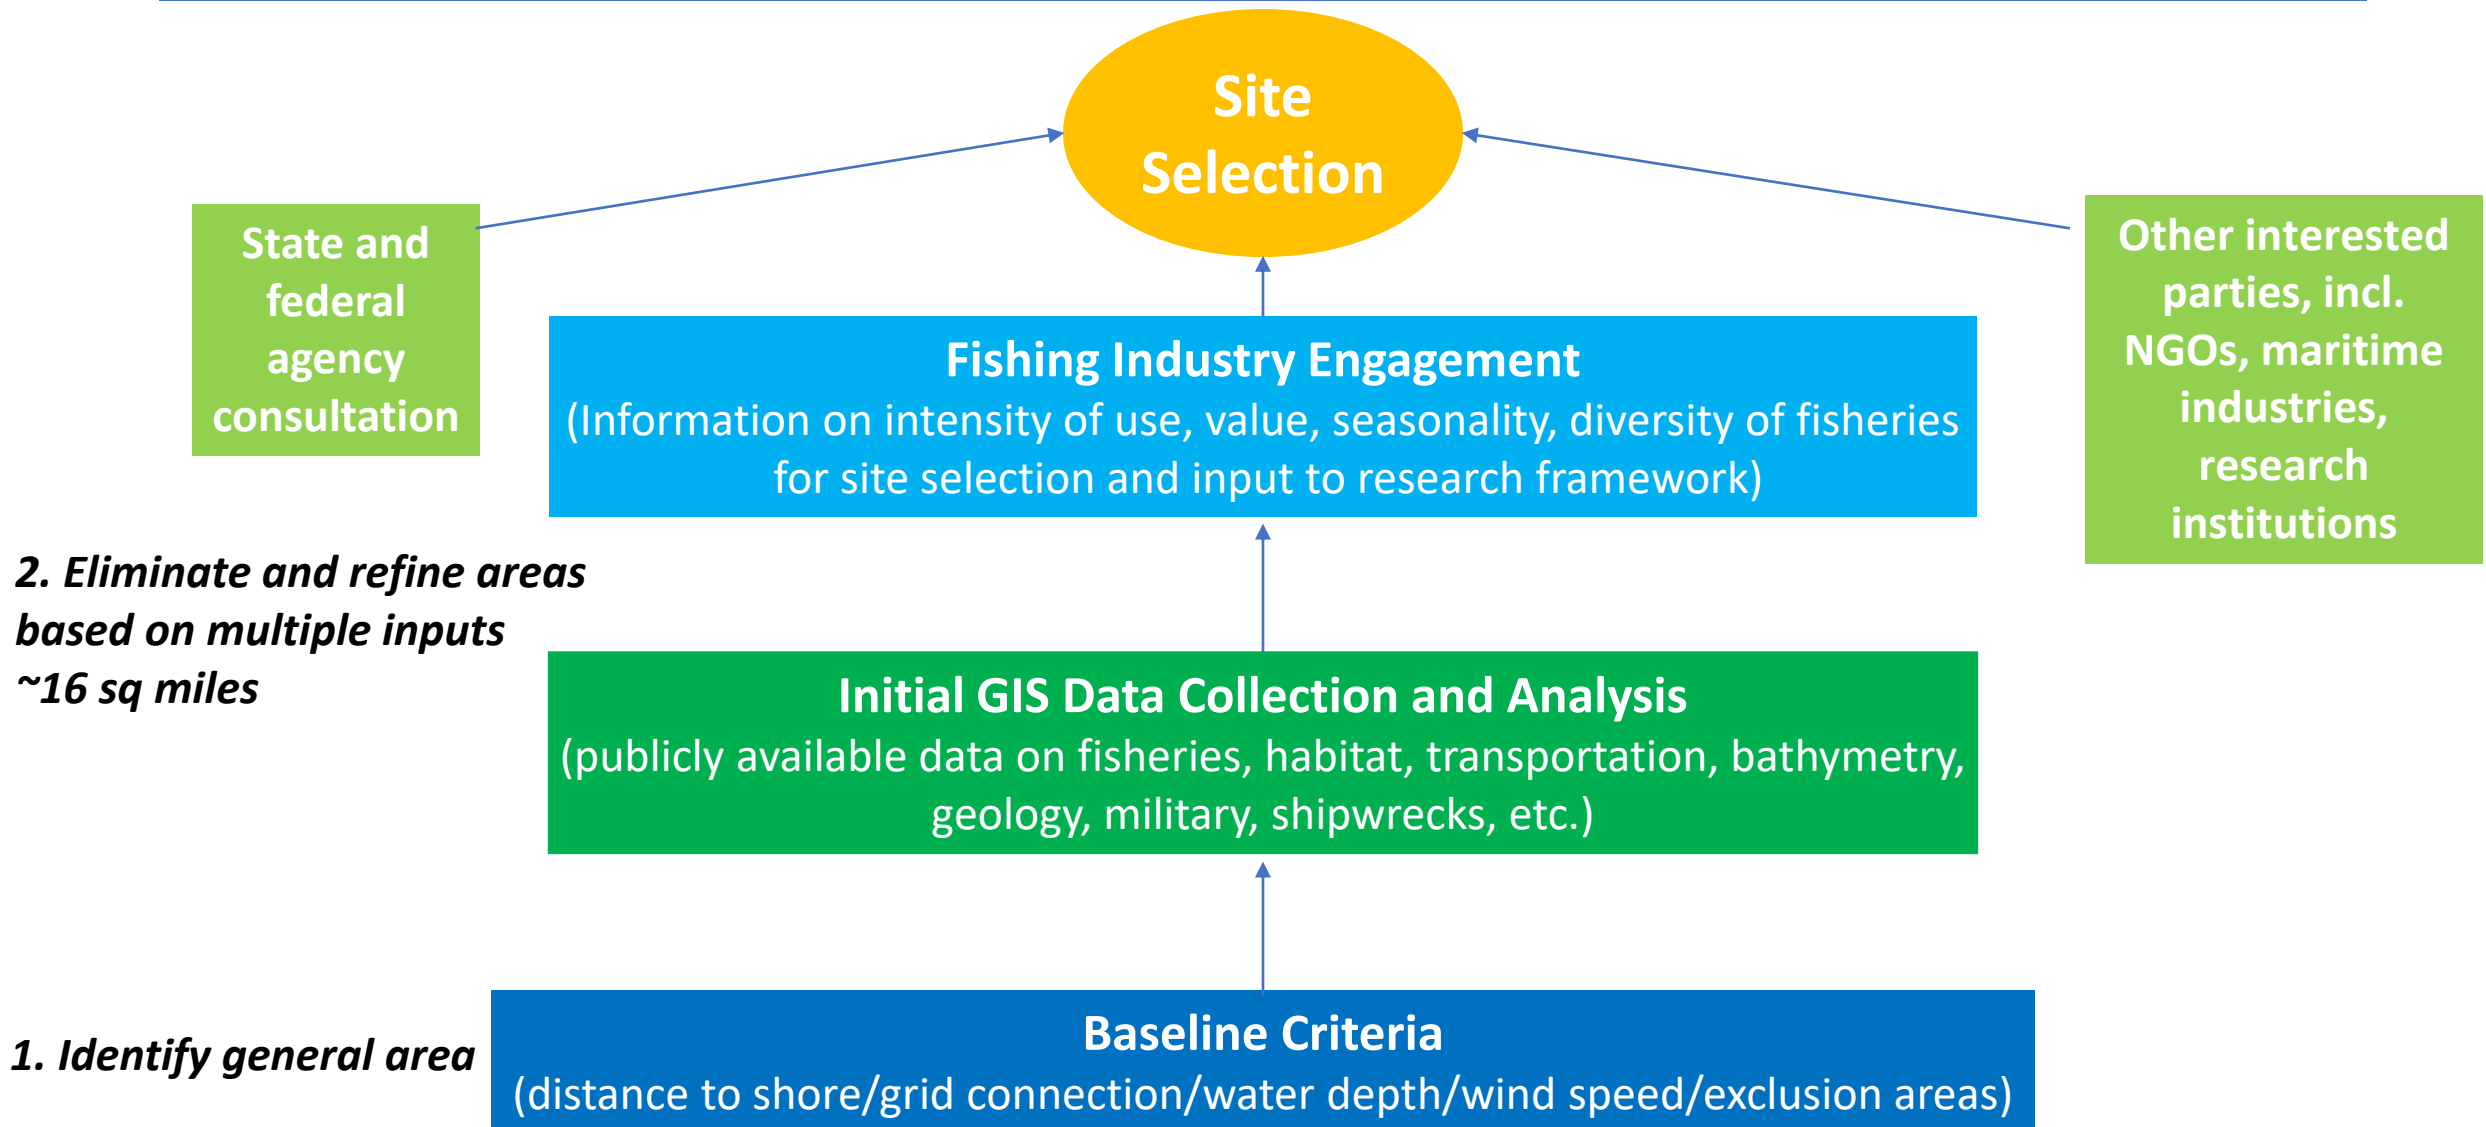 Site
Selection
State and
federal
agency
consultation
Other interested
parties, incl.
NGOs, maritime
industries,
research
institutions
Fishing Industry Engagement
(Information on intensity of use, value, seasonality, diversity of fisheries
for site selection and input to research framework)
2. Eliminate and refine areas
based on multiple inputs
~16 sq miles
Initial GIS Data Collection and Analysis
(publicly available data on fisheries, habitat, transportation, bathymetry,
geology, military, shipwrecks, etc.)
1. Identify general area
Baseline Criteria
(distance to shore/grid connection/water depth/wind speed/exclusion areas)